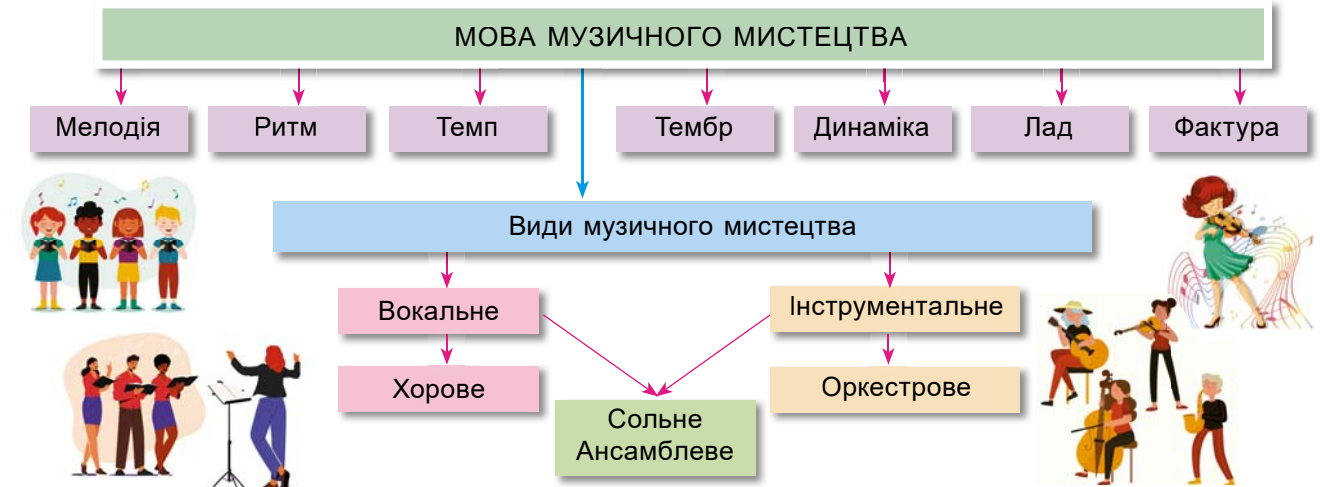 МОВА МУЗИЧНОГО МИСТЕЦТВА
Мелодія
Ритм
Темп
Тембр
Динаміка
Лад
Фактура
Види музичного мистецтва
Вокальне
Інструментальне
Хорове
Оркестрове
Сольне
Ансамблеве